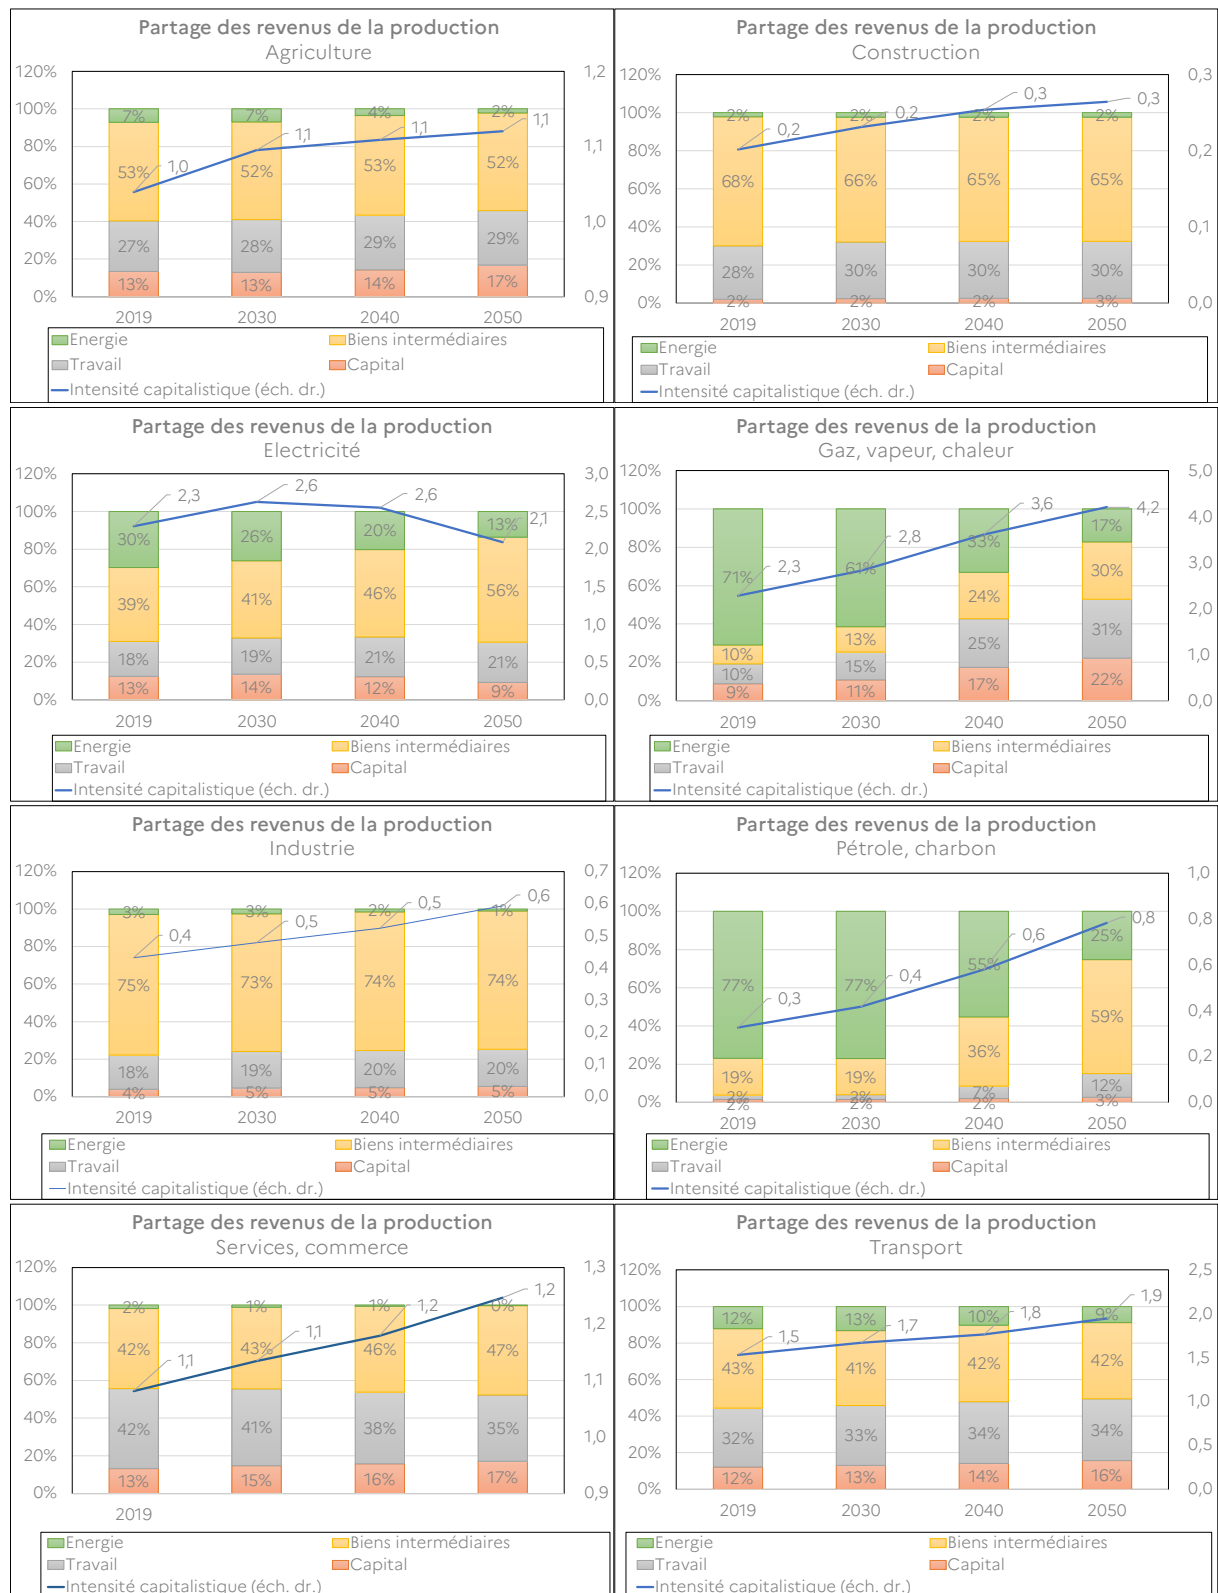 Partage des revenus de la production
Agriculture
120%
100%
80%
60%
40%
20%
0%
1,2
1,1
1,0
0,9
7% 7% 4% 2%
1,0 1,1 1,1 1,1
53% 52% 53% 52%
27% 28% 29% 29%
13% 13% 14% 17%
2019 2030 2040 2050
Energie Biens intermédiaires
Travail Capital
Intensité capitalistique (éch. dr.)
Partage des revenus de la production
Construction
120%
100%
80%
60%
40%
20%
0%
0,3
0,2
0,1
0,0
2% 2% 2% 2%
0,2 0,2 0,3 0,3
68% 66% 65% 65%
28% 30% 30% 30%
2% 2% 2% 3%
2019 2030 2040 2050
Energie Biens intermédiaires
Travail Capital
Intensité capitalistique (éch. dr.)
Partage des revenus de la production
Electricité
120%
100%
80%
60%
40%
20%
0%
3,0
2,5
2,0
1,5
1,0
0,5
0,0
2,3 2,6 2,6 2,1
30% 26% 20% 13%
39% 41% 46% 56%
18% 19% 21% 21%
13% 14% 12% 9%
2019 2030 2040 2050
Energie Biens intermédiaires
Travail Capital
Intensité capitalistique (éch. dr.)
Partage des revenus de la production
Gaz, vapeur, chaleur
120%
100%
80%
60%
40%
20%
0%
5,0
4,0
3,0
2,0
1,0
0,0
2,3 2,8 3,6 4,2
71% 61% 33% 17%
10% 13% 24% 30%
10% 15% 25% 31%
9% 11% 17% 22%
2019 2030 2040 2050
Energie Biens intermédiaires
Travail Capital
Intensité capitalistique (éch. dr.)
Partage des revenus de la production
Industrie
120%
100%
80%
60%
40%
20%
0%
0,7
0,6
0,5
0,4
0,3
0,2
0,1
0,0
3% 3% 2% 1%
0,4 0,5 0,5 0,6
75% 73% 74% 74%
18% 19% 20% 20%
4% 5% 5% 5%
2019 2030 2040 2050
Energie Biens intermédiaires
Travail Capital
Intensité capitalistique (éch. dr.)
Partage des revenus de la production
Pétrole, charbon
120%
100%
80%
60%
40%
20%
0%
1,0
0,8
0,6
0,4
0,2
0,0
0,3 0,4 0,6 0,8
77% 77% 55% 25%
19% 19% 36% 59%
2% 2% 7% 12%
2% 2% 2% 3%
2019 2030 2040 2050
Energie Biens intermédiaires
Travail Capital
Intensité capitalistique (éch. dr.)
Partage des revenus de la production
Services, commerce
120%
100%
80%
60%
40%
20%
0%
1,3
1,2
1,1
1,0
0,9
2% 1% 1% 0%
1,1 1,1 1,2 1,2
42% 43% 46% 47%
42% 41% 38% 35%
13% 15% 16% 17%
2019
Energie Biens intermédiaires
Travail Capital
Intensité capitalistique (éch. dr.)
Partage des revenus de la production
Transport
120%
100%
80%
60%
40%
20%
0%
2,5
2,0
1,5
1,0
0,5
0,0
12% 13% 10% 9%
1,5 1,7 1,8 1,9
43% 41% 42% 42%
32% 33% 34% 34%
12% 13% 14% 16%
2019 2030 2040 2050
Energie Biens intermédiaires
Travail Capital
Intensité capitalistique (éch. dr.)